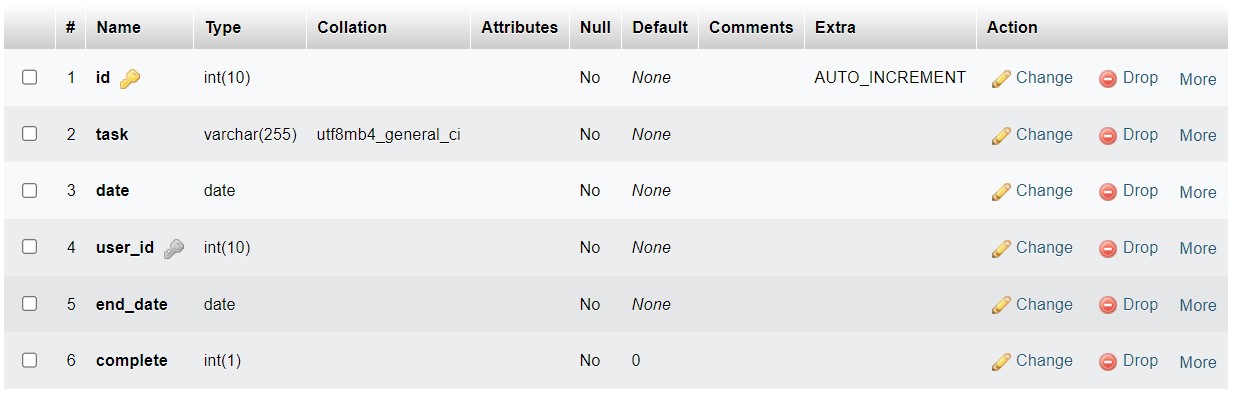 # Name Type Collation Attributes Null Default Comments Extra Action
1 id int(10) No None AUTO_INCREMENT Change Drop More
2 task varchar(255) utf8mb4_general_ci No None Change Drop More
3 date date No None Change Drop More
4 user_id int(10) No None Change Drop More
5 end_date date No None Change Drop More
6 complete int(1) No 0 Change Drop More